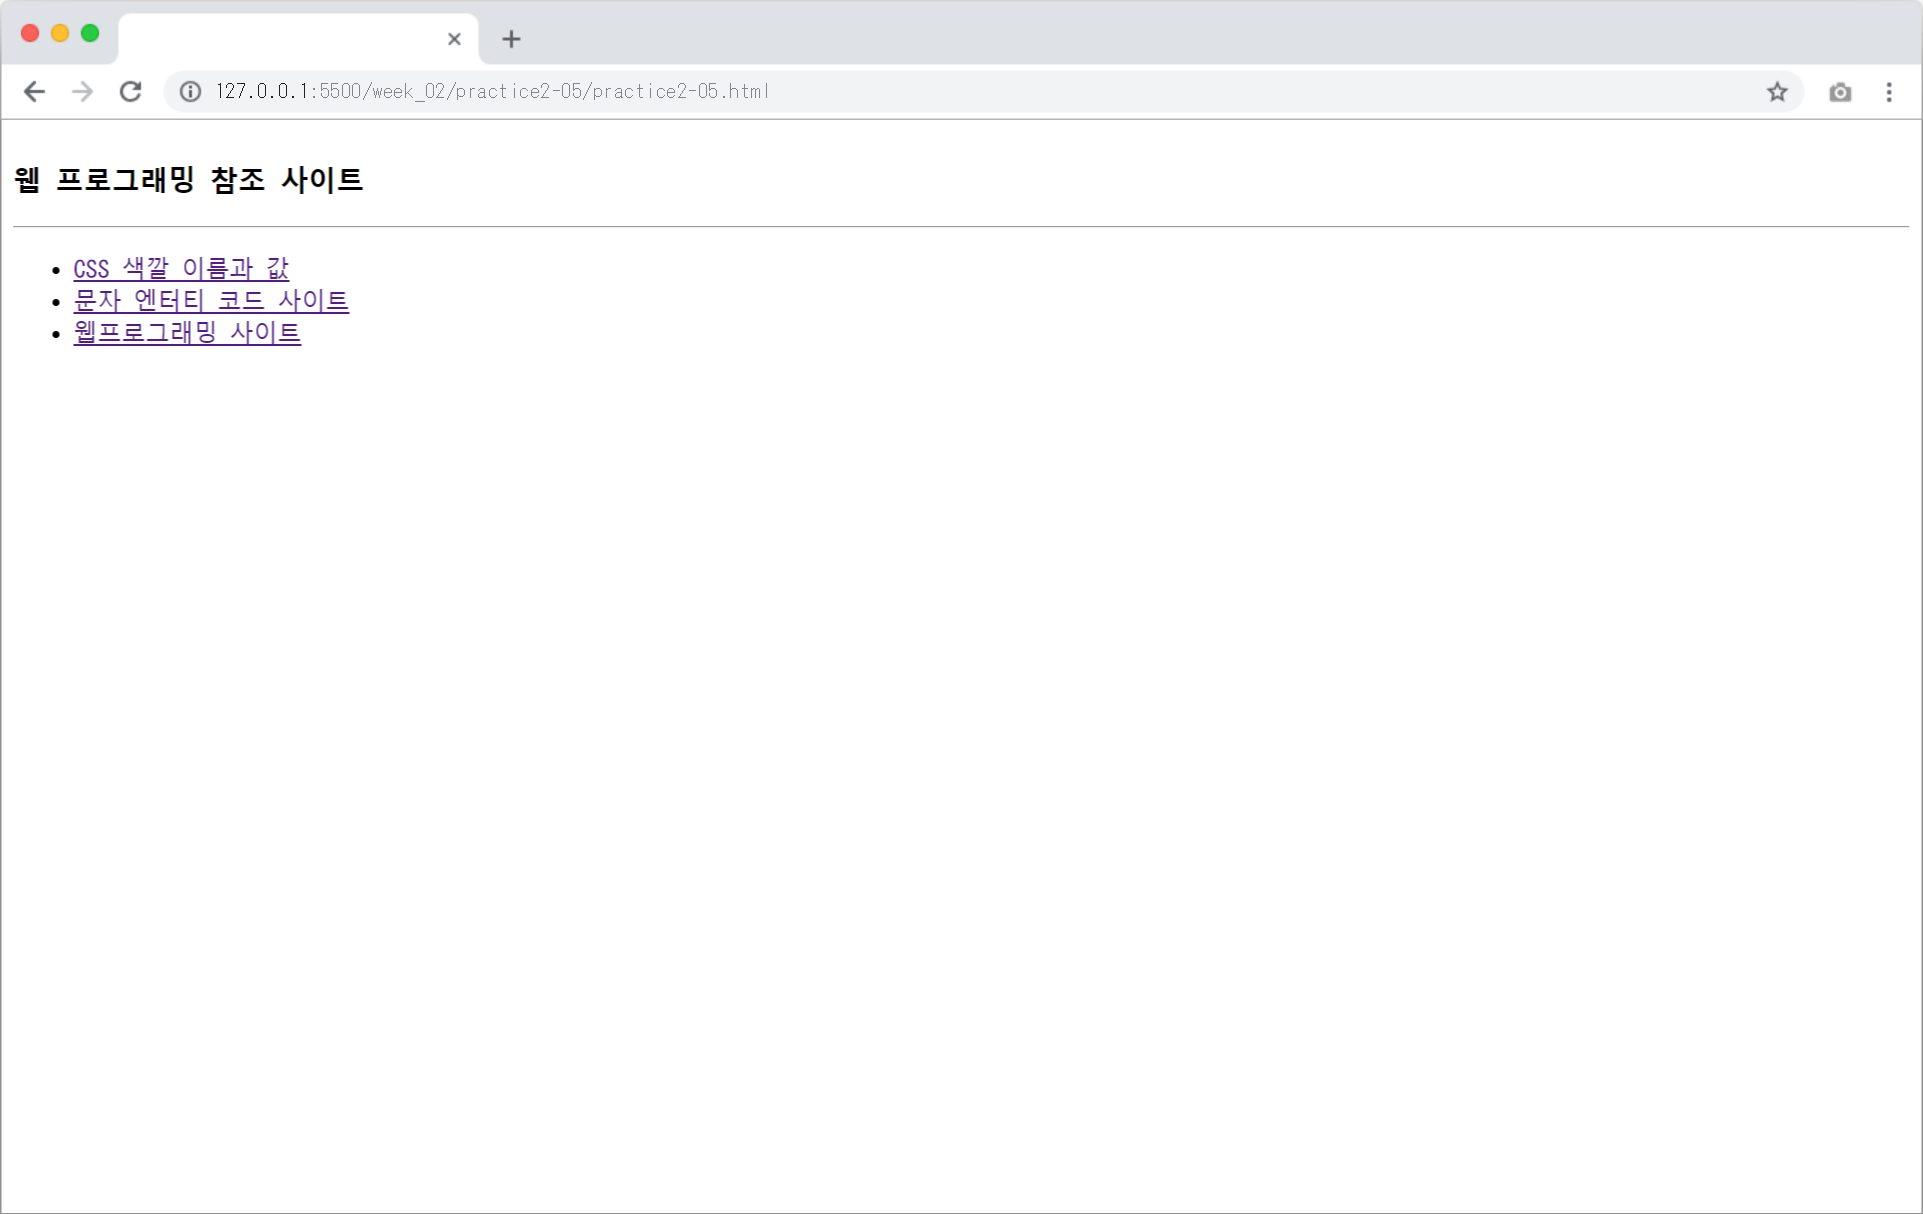 127.0.0.1:5500/week_02/practice2-05/practice2-05.html
웹 프로그래밍 참조 사이트
CSS 색깔 이름과 값
문자 엔터티 코드 사이트
웹프로그래밍 사이트